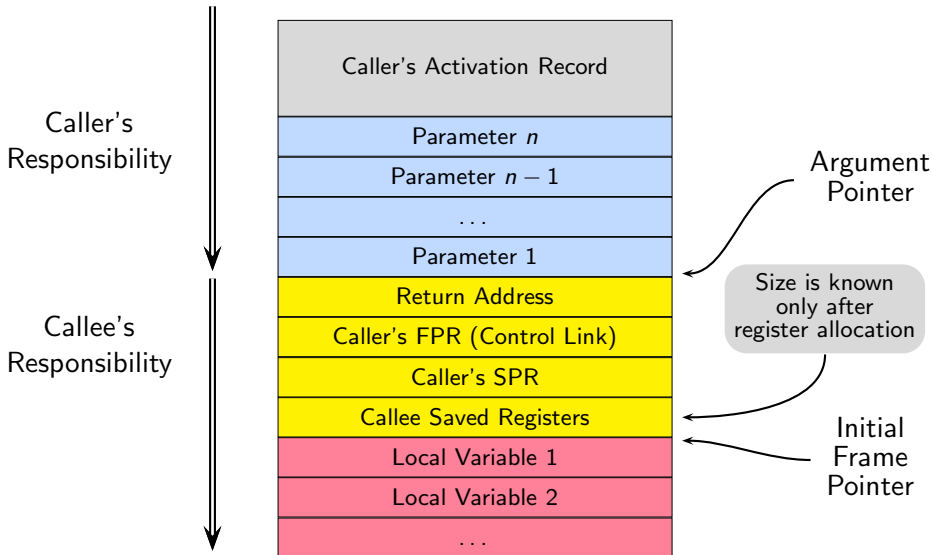 Caller's Activation Record
Caller's
Responsibility
Parameter n
Parameter n − 1
. . .
Parameter 1
Argument
Pointer
Return Address
Caller's FPR (Control Link)
Caller's SPR
Callee Saved Registers
Callee's
Responsibility
Size is known
only after
register allocation
Local Variable 1
Local Variable 2
. . .
Initial
Frame
Pointer